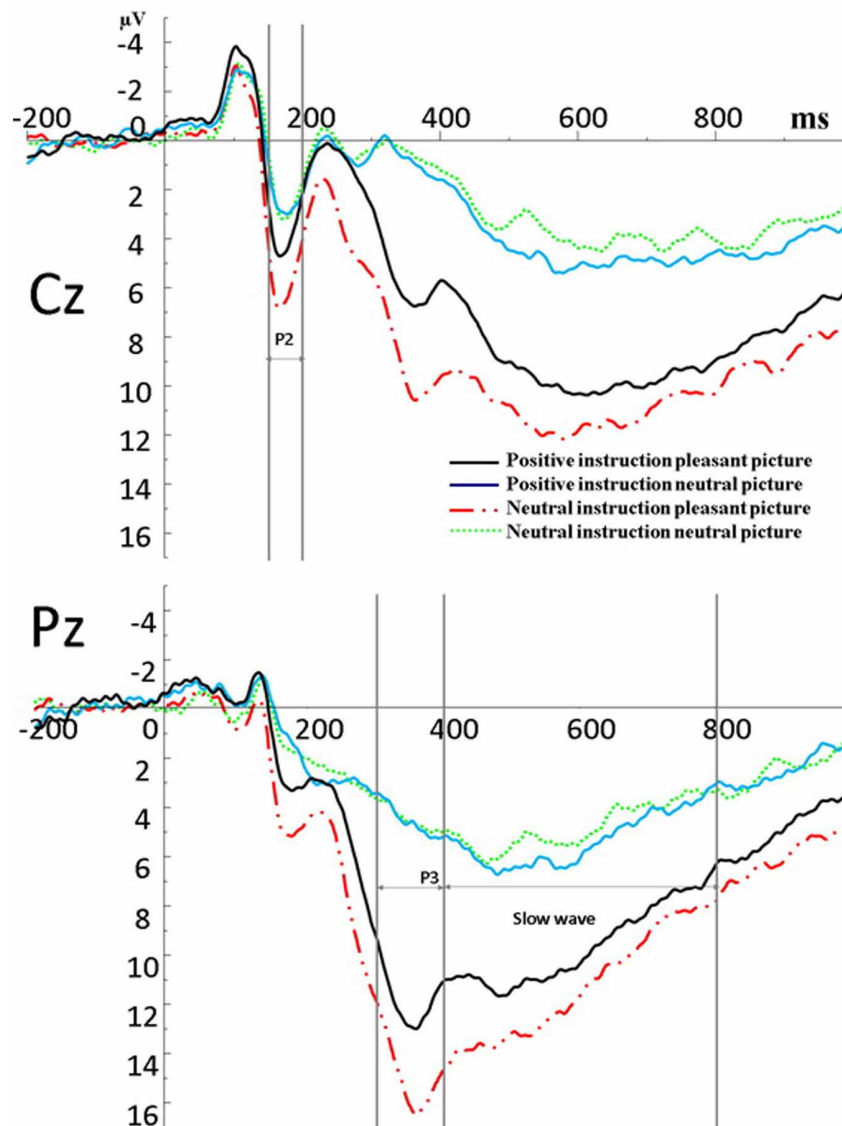 µV
-4
-2
-200
0
200
400
600
800
ms
2
4
Cz
6
P2
8
10
12
Positive instruction pleasant picture
14
Positive instruction neutral picture
Neutral instruction pleasant picture
16
Neutral instruction neutral picture
Pz
-4
-2
-200
0
200
400
600
800
2
4
6
P3
8
Slow wave
10
12
14
16